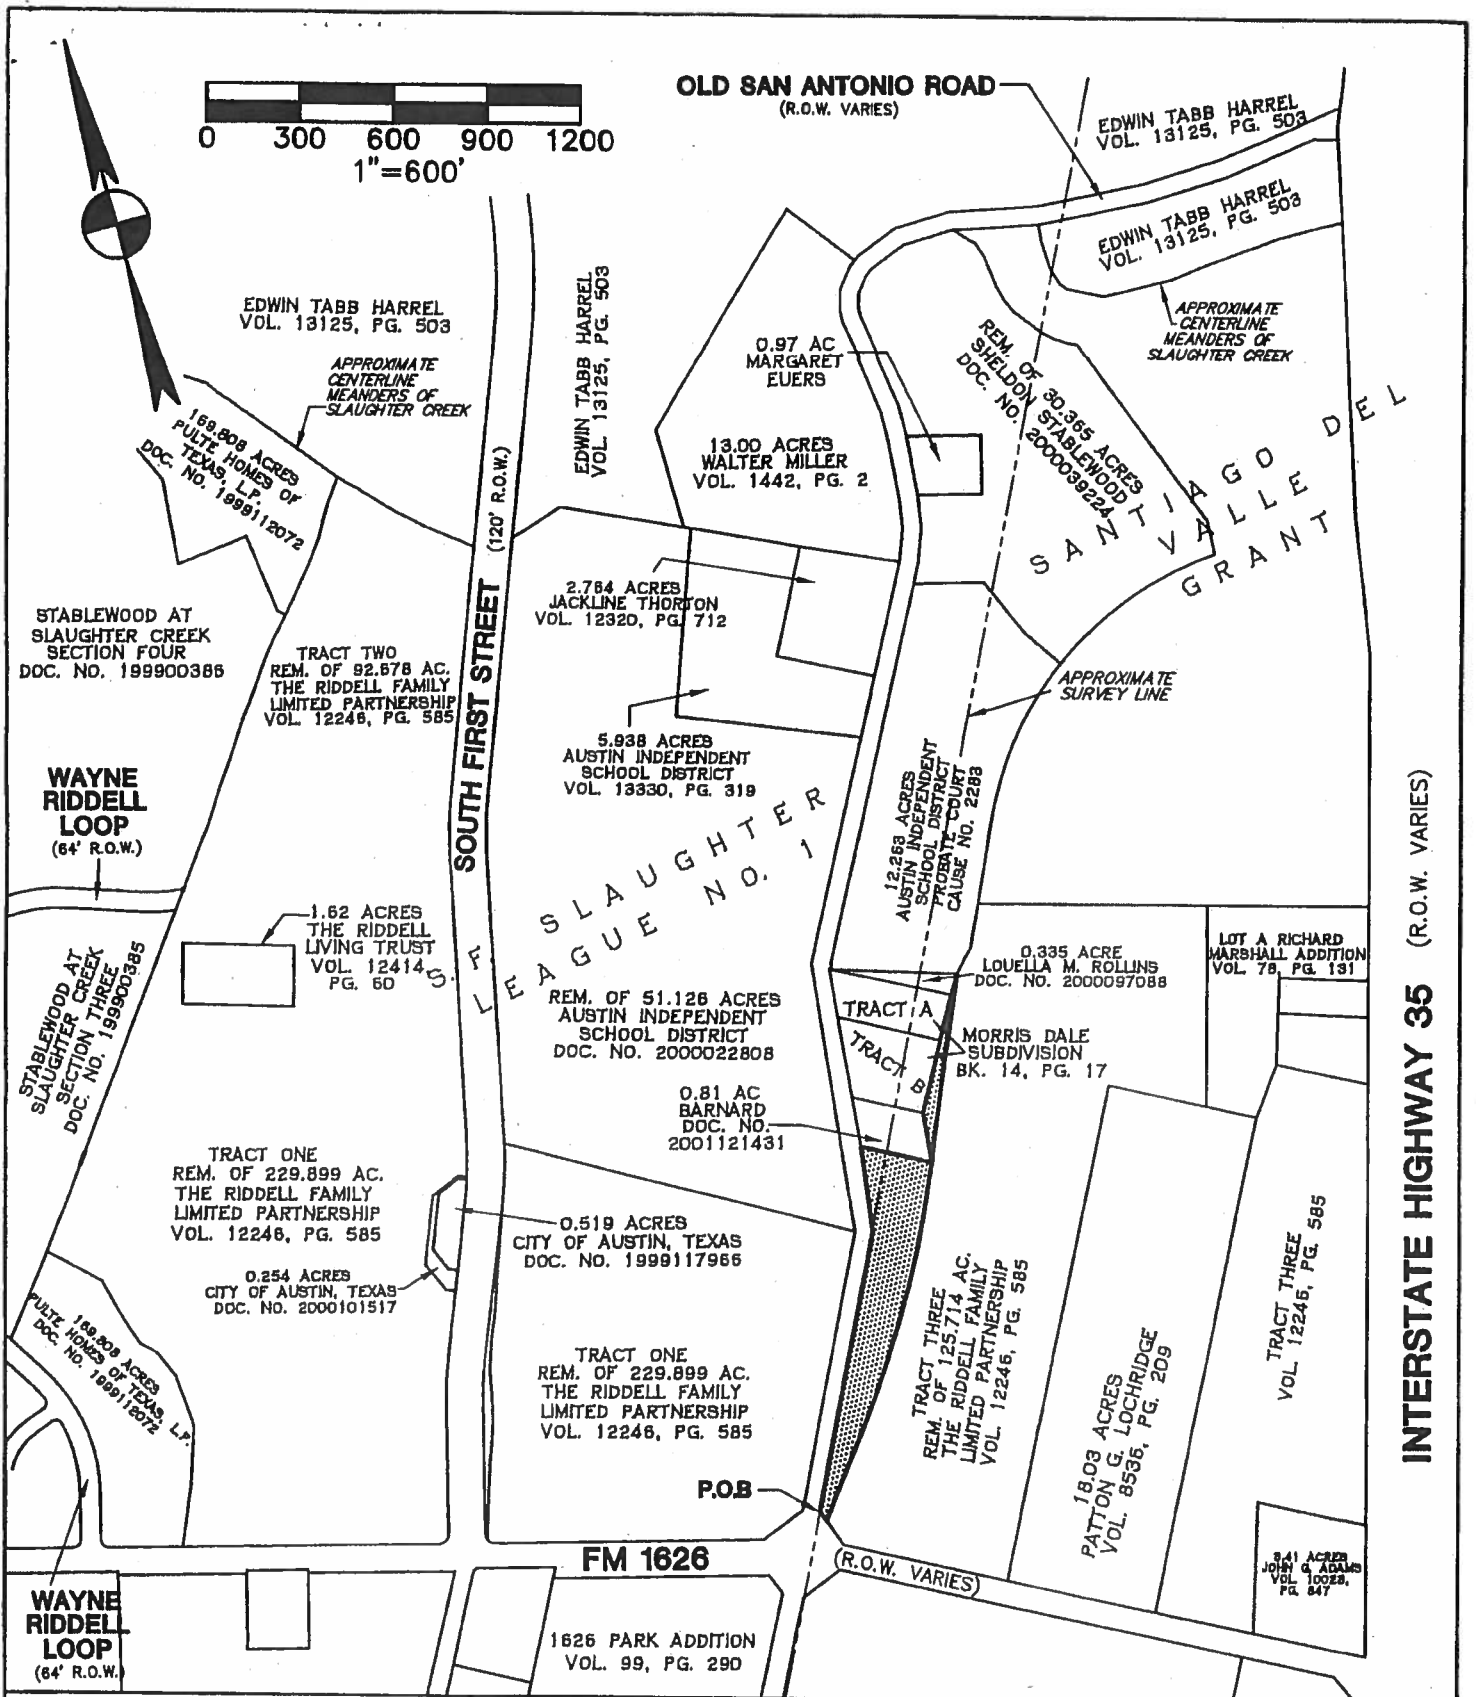 OLD SAN ANTONIO ROAD
(R.O.W. VARIES)
0 300 600 900 1200
1"=600'
EDWIN TABB HARREL
VOL. 13125, PG. 503
EDWIN TABB HARREL
VOL. 13125, PG. 503
APPROXIMATE
CENTERLINE
MEANDERS OF
SLAUGHTER CREEK
EDWIN TABB HARREL
VOL. 13125, PG. 503
APPROXIMATE
CENTERLINE
MEANDERS OF
SLAUGHTER CREEK
EDWIN TABB HARREL
VOL. 13125, PG. 503
0.97 AC
MARGARET
EUERS
REM. OF 30.365 ACRES
SHELDON STABLEWOOD
DOC. NO. 2000039224
169.808 ACRES
PULTE HOMES OF
TEXAS, L.P.
DOC. NO. 1999112072
13.00 ACRES
WALTER MILLER
VOL. 1442, PG. 2
SANTIAGO DEL
VALLE
GRANT
SOUTH FIRST STREET (120' R.O.W.)
2.764 ACRES
JACKLINE THORTON
VOL. 12320, PG. 712
STABLEWOOD AT
SLAUGHTER CREEK
SECTION FOUR
DOC. NO. 199900386
TRACT TWO
REM. OF 92.678 AC.
THE RIDDELL FAMILY
LIMITED PARTNERSHIP
VOL. 12246, PG. 585
APPROXIMATE
SURVEY LINE
5.938 ACRES
AUSTIN INDEPENDENT
SCHOOL DISTRICT
VOL. 13330, PG. 319
12.263 ACRES
AUSTIN INDEPENDENT
SCHOOL DISTRICT
PROBATE COURT
CAUSE NO. 2283
WAYNE
RIDDELL
LOOP
(64' R.O.W.)
S. F. SLAUGHTER
LEAGUE NO. 1
INTERSTATE HIGHWAY 35 (R.O.W. VARIES)
1.62 ACRES
THE RIDDELL
LIVING TRUST
VOL. 12414,
PG. 60
STABLEWOOD AT
SLAUGHTER CREEK
SECTION THREE
DOC. NO. 199900385
LOT A RICHARD
MARSHALL ADDITION
VOL. 78, PG. 131
0.335 ACRE
LOUELLA M. ROLLINS
DOC. NO. 2000097088
REM. OF 51.126 ACRES
AUSTIN INDEPENDENT
SCHOOL DISTRICT
DOC. NO. 2000022808
TRACT A
TRACT B
MORRIS DALE
SUBDIVISION
BK. 14, PG. 17
0.81 AC
BARNARD
DOC. NO.
2001121431
TRACT ONE
REM. OF 229.899 AC.
THE RIDDELL FAMILY
LIMITED PARTNERSHIP
VOL. 12246, PG. 585
0.519 ACRES
CITY OF AUSTIN, TEXAS
DOC. NO. 1999117966
0.254 ACRES
CITY OF AUSTIN, TEXAS
DOC. NO. 2000101517
169.808 ACRES
PULTE HOMES OF TEXAS, L.P.
DOC. NO. 1999112072
TRACT ONE
REM. OF 229.899 AC.
THE RIDDELL FAMILY
LIMITED PARTNERSHIP
VOL. 12246, PG. 585
TRACT THREE
REM. OF 125.714 AC.
THE RIDDELL FAMILY
LIMITED PARTNERSHIP
VOL. 12246, PG. 585
18.03 ACRES
PATTON G. LOCHRIDGE
VOL. 8536, PG. 209
TRACT THREE
VOL. 12246, PG. 585
P.O.B
FM 1626
(R.O.W. VARIES)
8.41 ACRES
JOHN Q. ADAMS
VOL 10028,
PG. 847
WAYNE
RIDDELL
LOOP
(64' R.O.W.)
1626 PARK ADDITION
VOL. 99, PG. 290